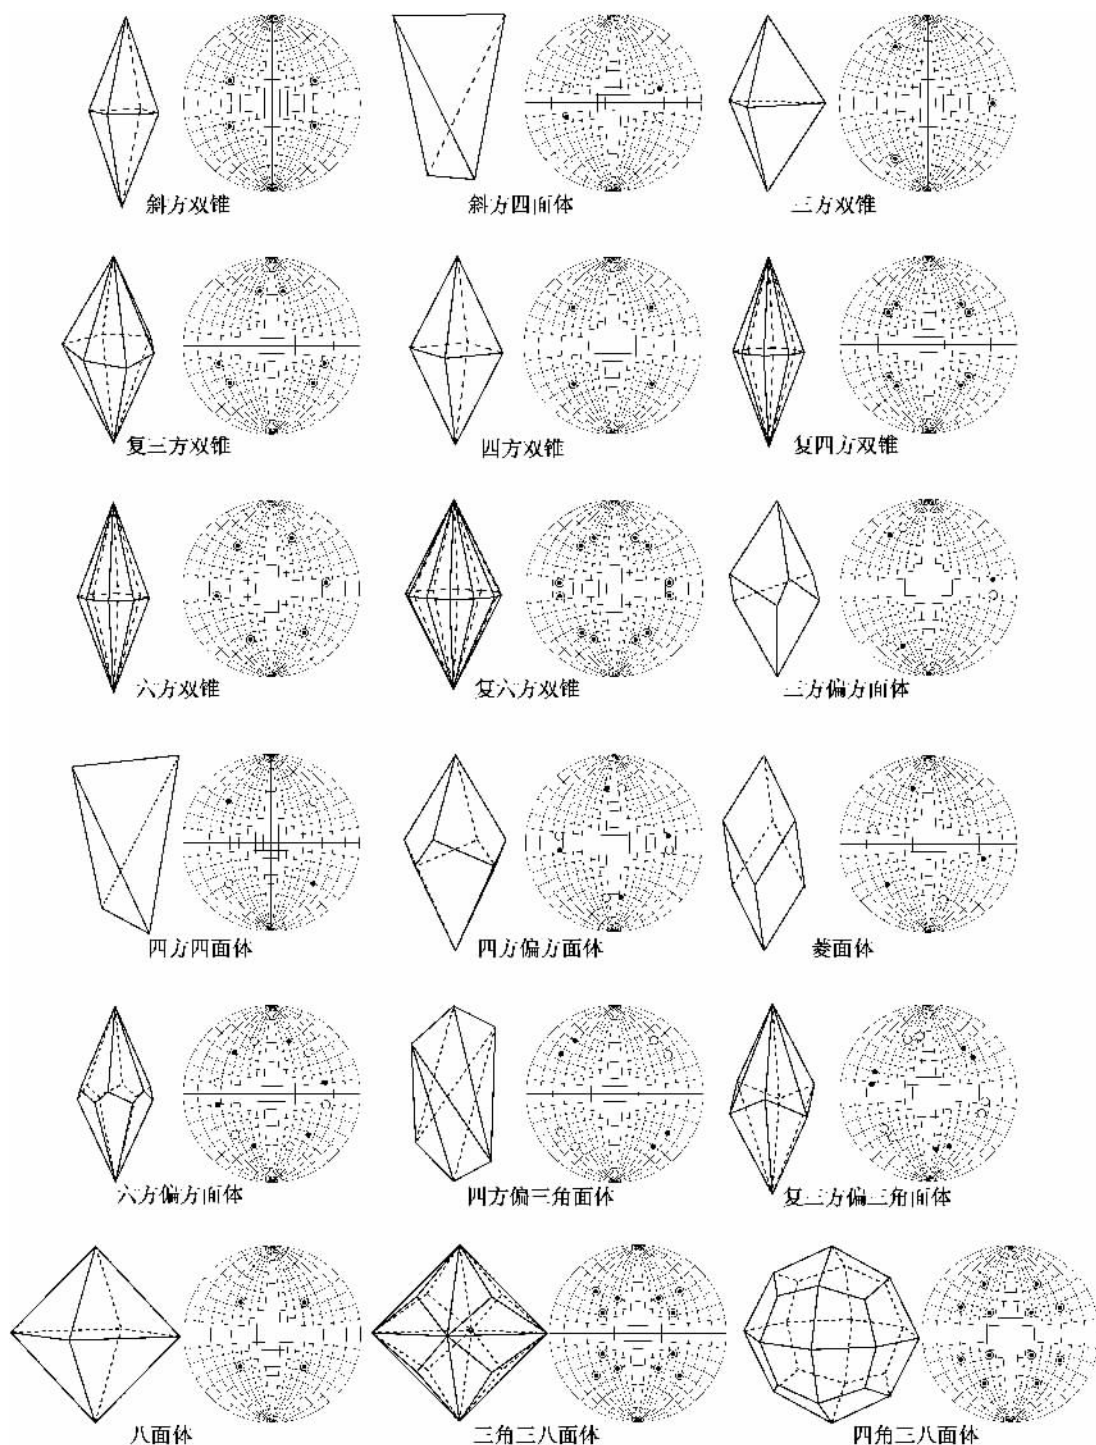 斜方双锥
斜方四面体
三方双锥
复三方双锥
四方双锥
复四方双锥
六方双锥
复六方双锥
三方偏方面体
四方四面体
四方偏方面体
菱面体
六方偏方面体
四方偏三角面体
复三方偏三角面体
八面体
三角三八面体
四角三八面体